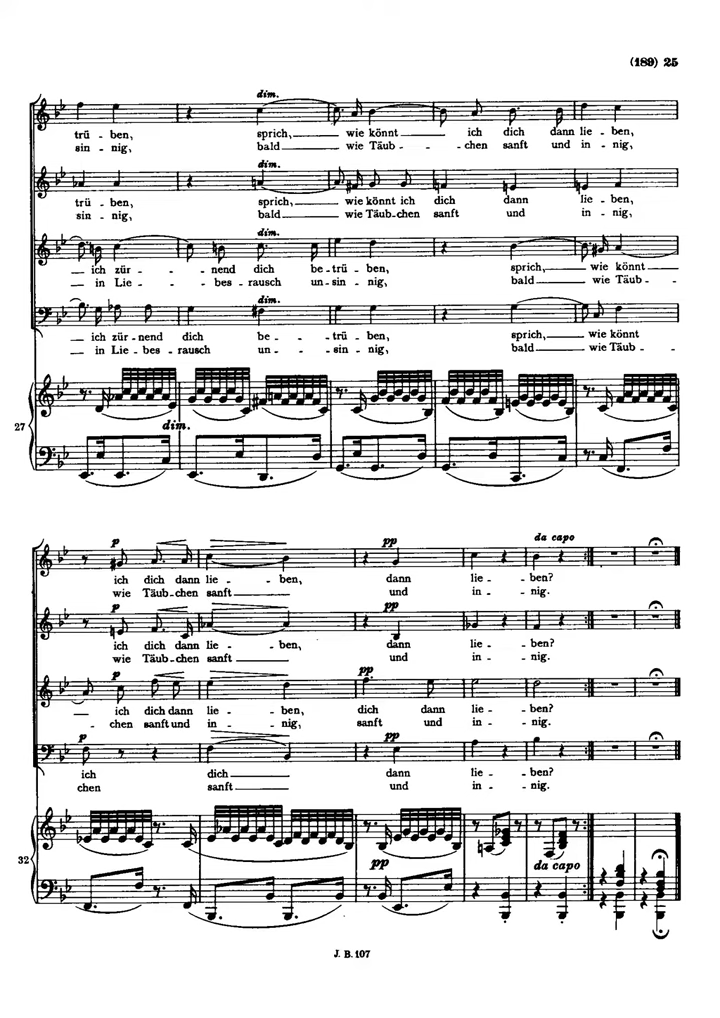 (189) 25
dim.
trü - ben, sprich, wie könnt ich dich dann lie - ben,
sin - nig, bald wie Täub - - chen sanft und in - nig,
dim.
trü - ben, sprich, wie könnt ich dich dann lie - ben,
sin - nig, bald wie Täub-chen sanft und in - nig,
dim.
ich zür - - nend dich be - trü - ben, sprich, wie könnt
in Lie - bes - rausch un-sin - nig, bald wie Täub -
dim.
ich zür-nend dich be - - trü - ben, sprich, wie könnt
in Lie-bes-rausch un - - sin - nig, bald wie Täub - -
27
dim.
p pp da capo
ich dich dann lie - - ben, dann lie - - ben?
wie Täub-chen sanft und in - - nig.
p pp
ich dich dann lie - - ben, dann lie - - ben?
wie Täub-chen sanft und in - - nig.
pp
ich dich dann lie - - ben, dich dann lie - - ben?
chen sanft und in - - nig, sanft und in - - nig.
p pp
ich dich dann lie - - ben?
chen sanft und in - - nig.
32
pp da capo
J. B. 107